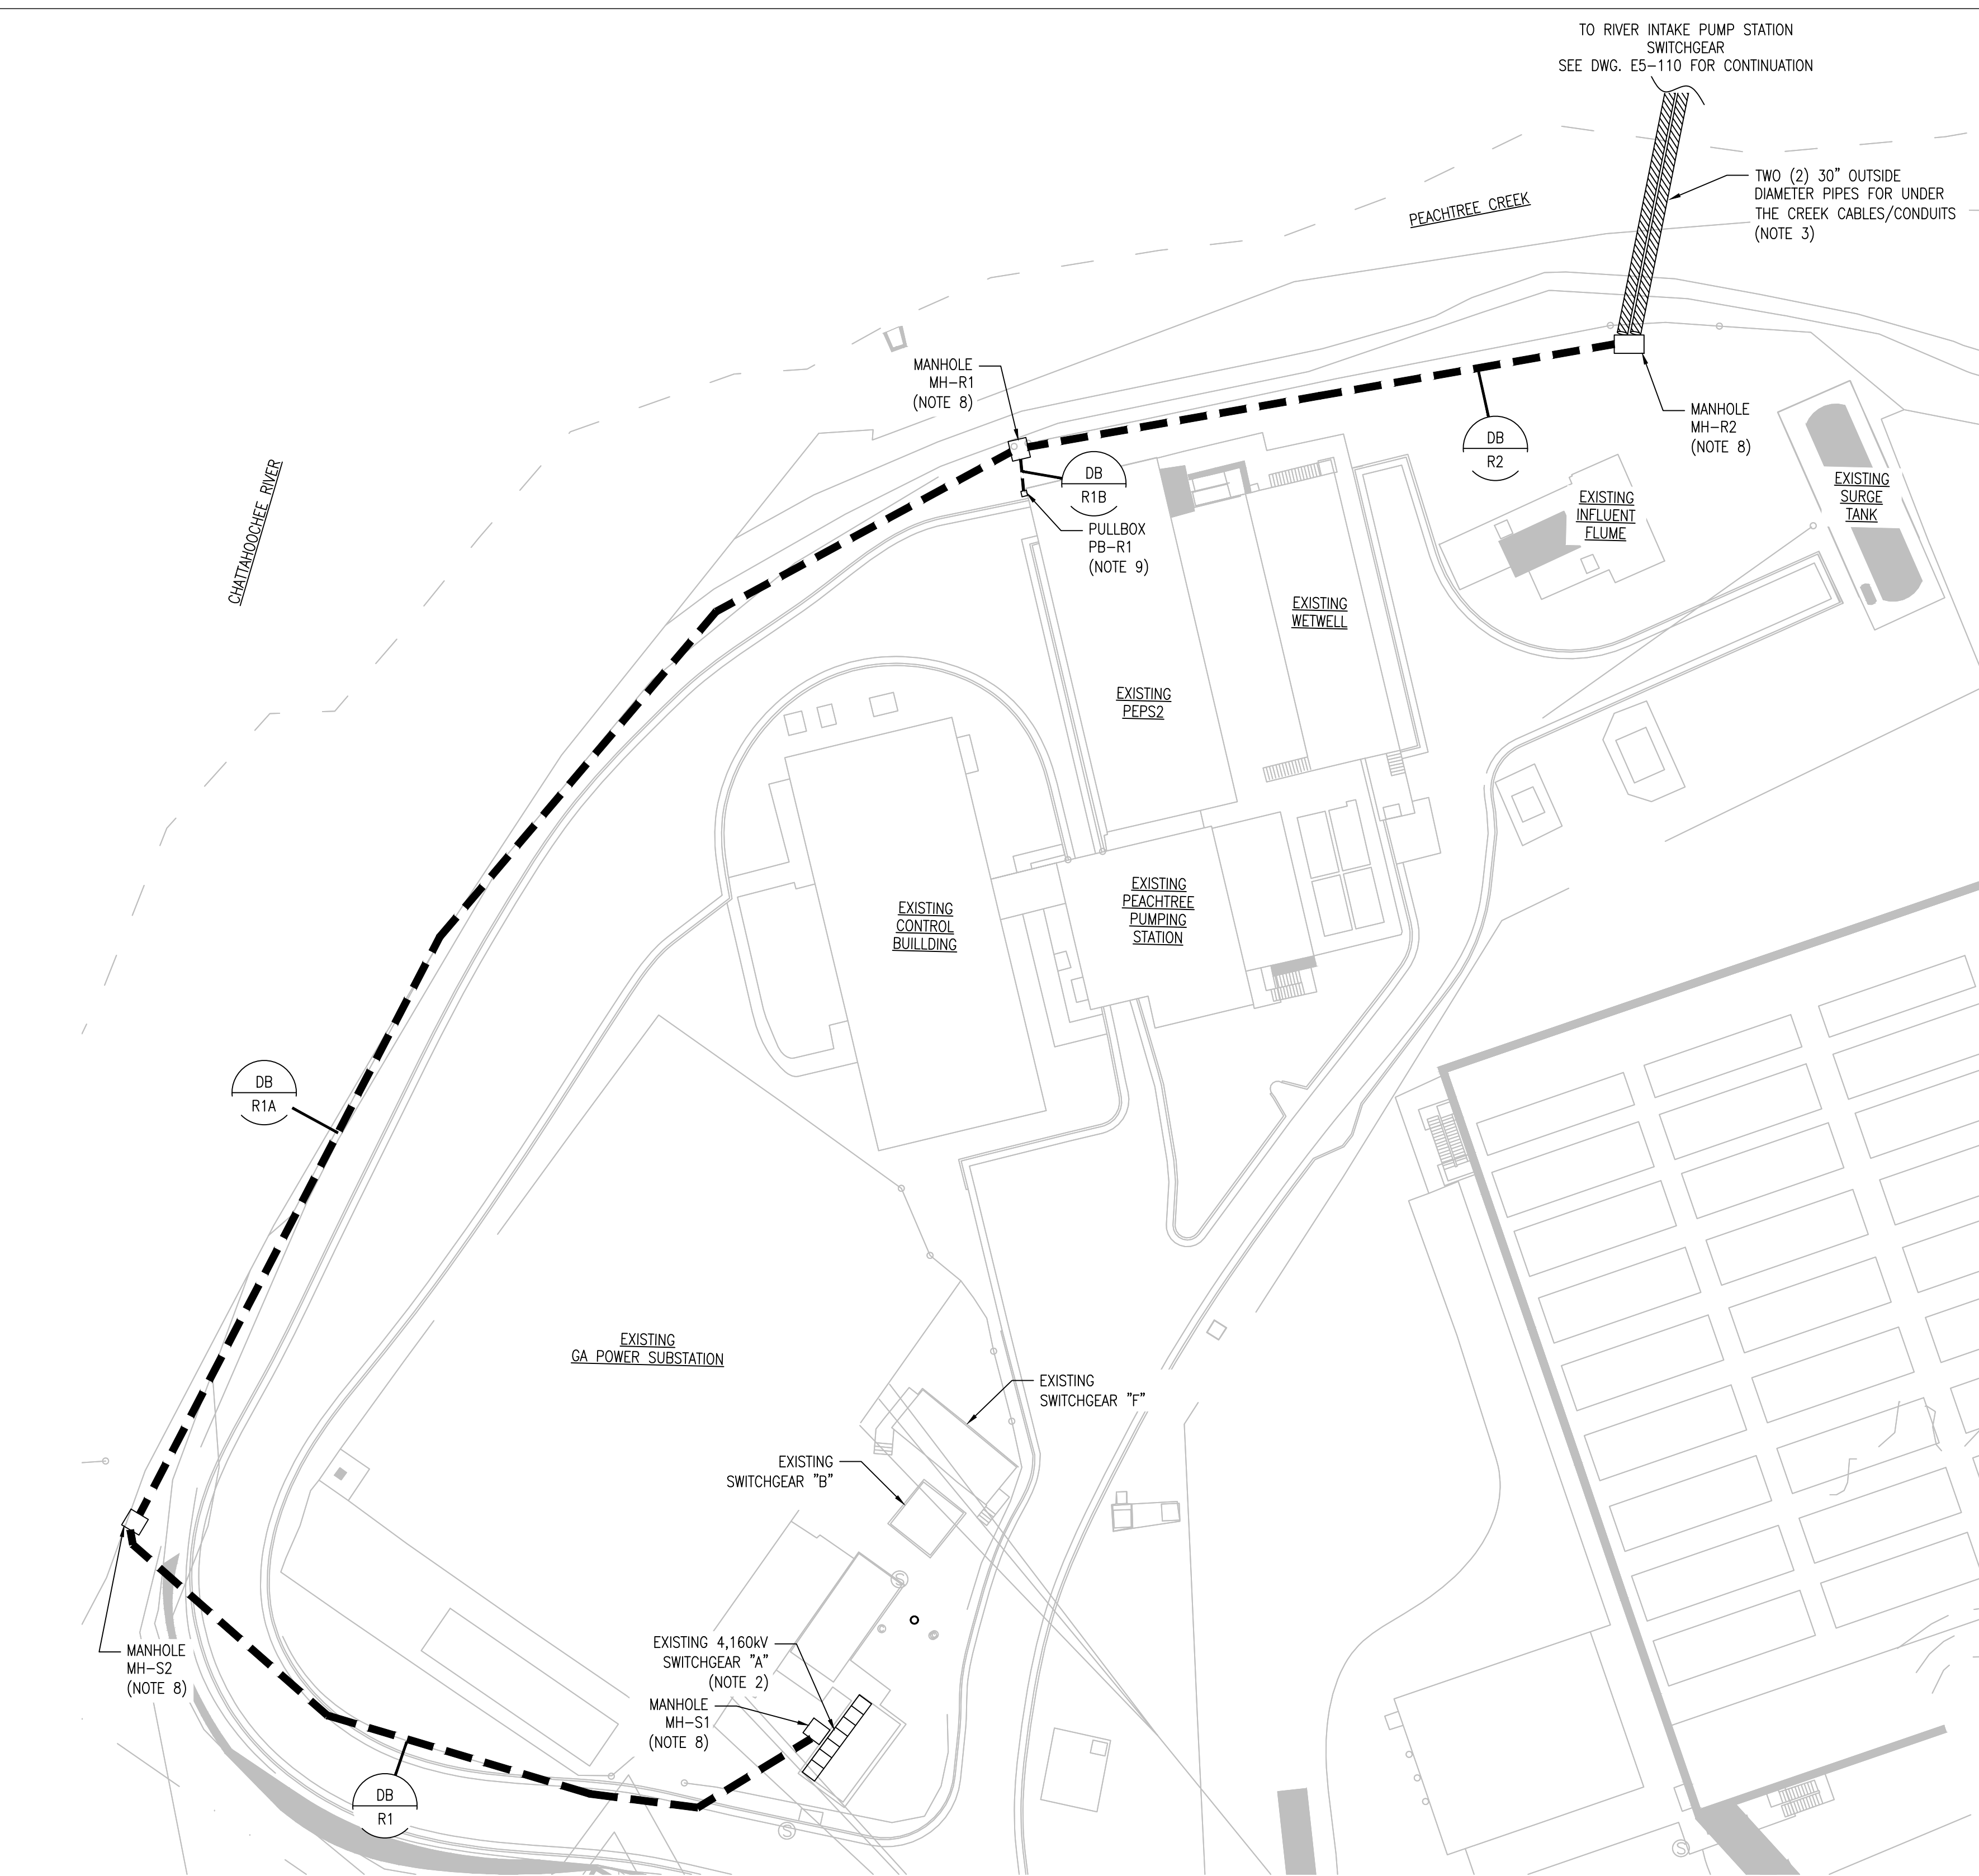 TO RIVER INTAKE PUMP STATION
SWITCHGEAR
SEE DWG. E5-110 FOR CONTINUATION
TWO (2) 30" OUTSIDE
DIAMETER PIPES FOR UNDER
THE CREEK CABLES/CONDUITS
(NOTE 3)
PEACHTREE CREEK
MANHOLE
MH-R1
(NOTE 8)
MANHOLE
MH-R2
(NOTE 8)
DB
R2
DB
R1B
PULLBOX
PB-R1
(NOTE 9)
EXISTING
SURGE
TANK
EXISTING
INFLUENT
FLUME
CHATTAHOOCHEE RIVER
EXISTING
WETWELL
EXISTING
PEPS2
EXISTING
PEACHTREE
PUMPING
STATION
EXISTING
CONTROL
BUILLDING
DB
R1A
EXISTING
GA POWER SUBSTATION
EXISTING
SWITCHGEAR "F"
EXISTING
SWITCHGEAR "B"
S
EXISTING 4,160kV
SWITCHGEAR "A"
(NOTE 2)
MANHOLE
MH-S1
(NOTE 8)
MANHOLE
MH-S2
(NOTE 8)
DB
R1
S
S